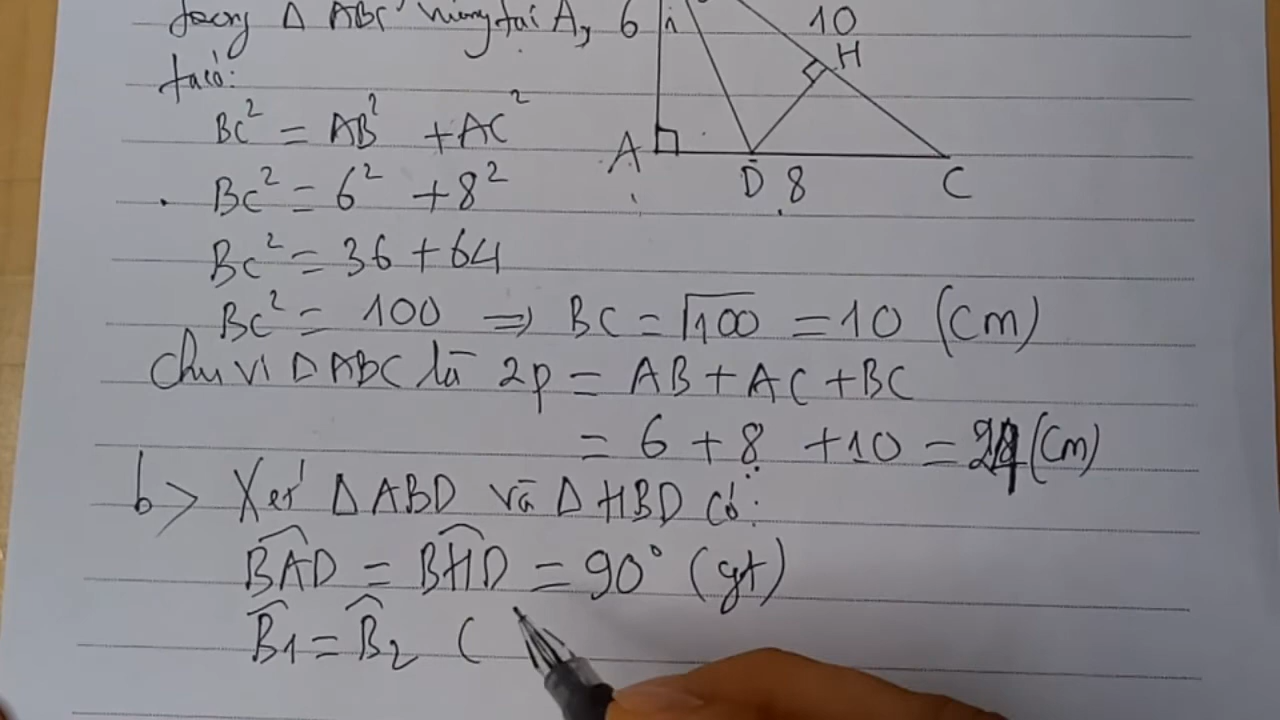 trong Δ ABC vuông tại A,
ta có:
BC² = AB² + AC²
BC² = 6² + 8²
BC² = 36 + 64
BC² = 100 ⇒ BC = √100 = 10 (cm)
Chu vi Δ ABC là 2p = AB + AC + BC
= 6 + 8 + 10 = 24 (cm)
b> Xét Δ ABD và Δ HBD có:
BAD̂ = BHD̂ = 90° (gt)
B̂1 = B̂2 (
6
10
H
A
D 8
C